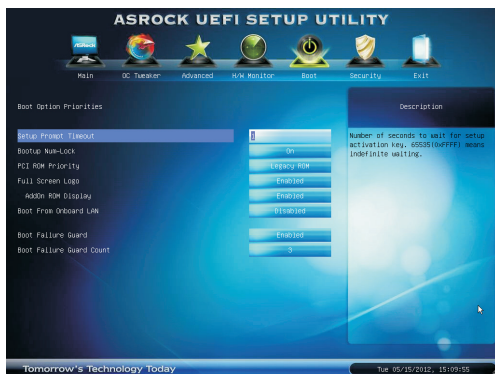 ASROCK UEFI SETUP UTILITY
ASRock
Main OC Tweaker Advanced H/W Monitor Boot Security Exit
Boot Option Priorities
Description
Setup Prompt Timeout 1
Number of seconds to wait for setup
activation key. 65535(0xFFFF) means
indefinite waiting.
Bootup Num-Lock On
PCI ROM Priority Legacy ROM
Full Screen Logo Enabled
AddOn ROM Display Enabled
Boot From Onboard LAN Disabled
Boot Failure Guard Enabled
Boot Failure Guard Count 3
Tomorrow's Technology Today
Tue 05/15/2012, 15:09:55